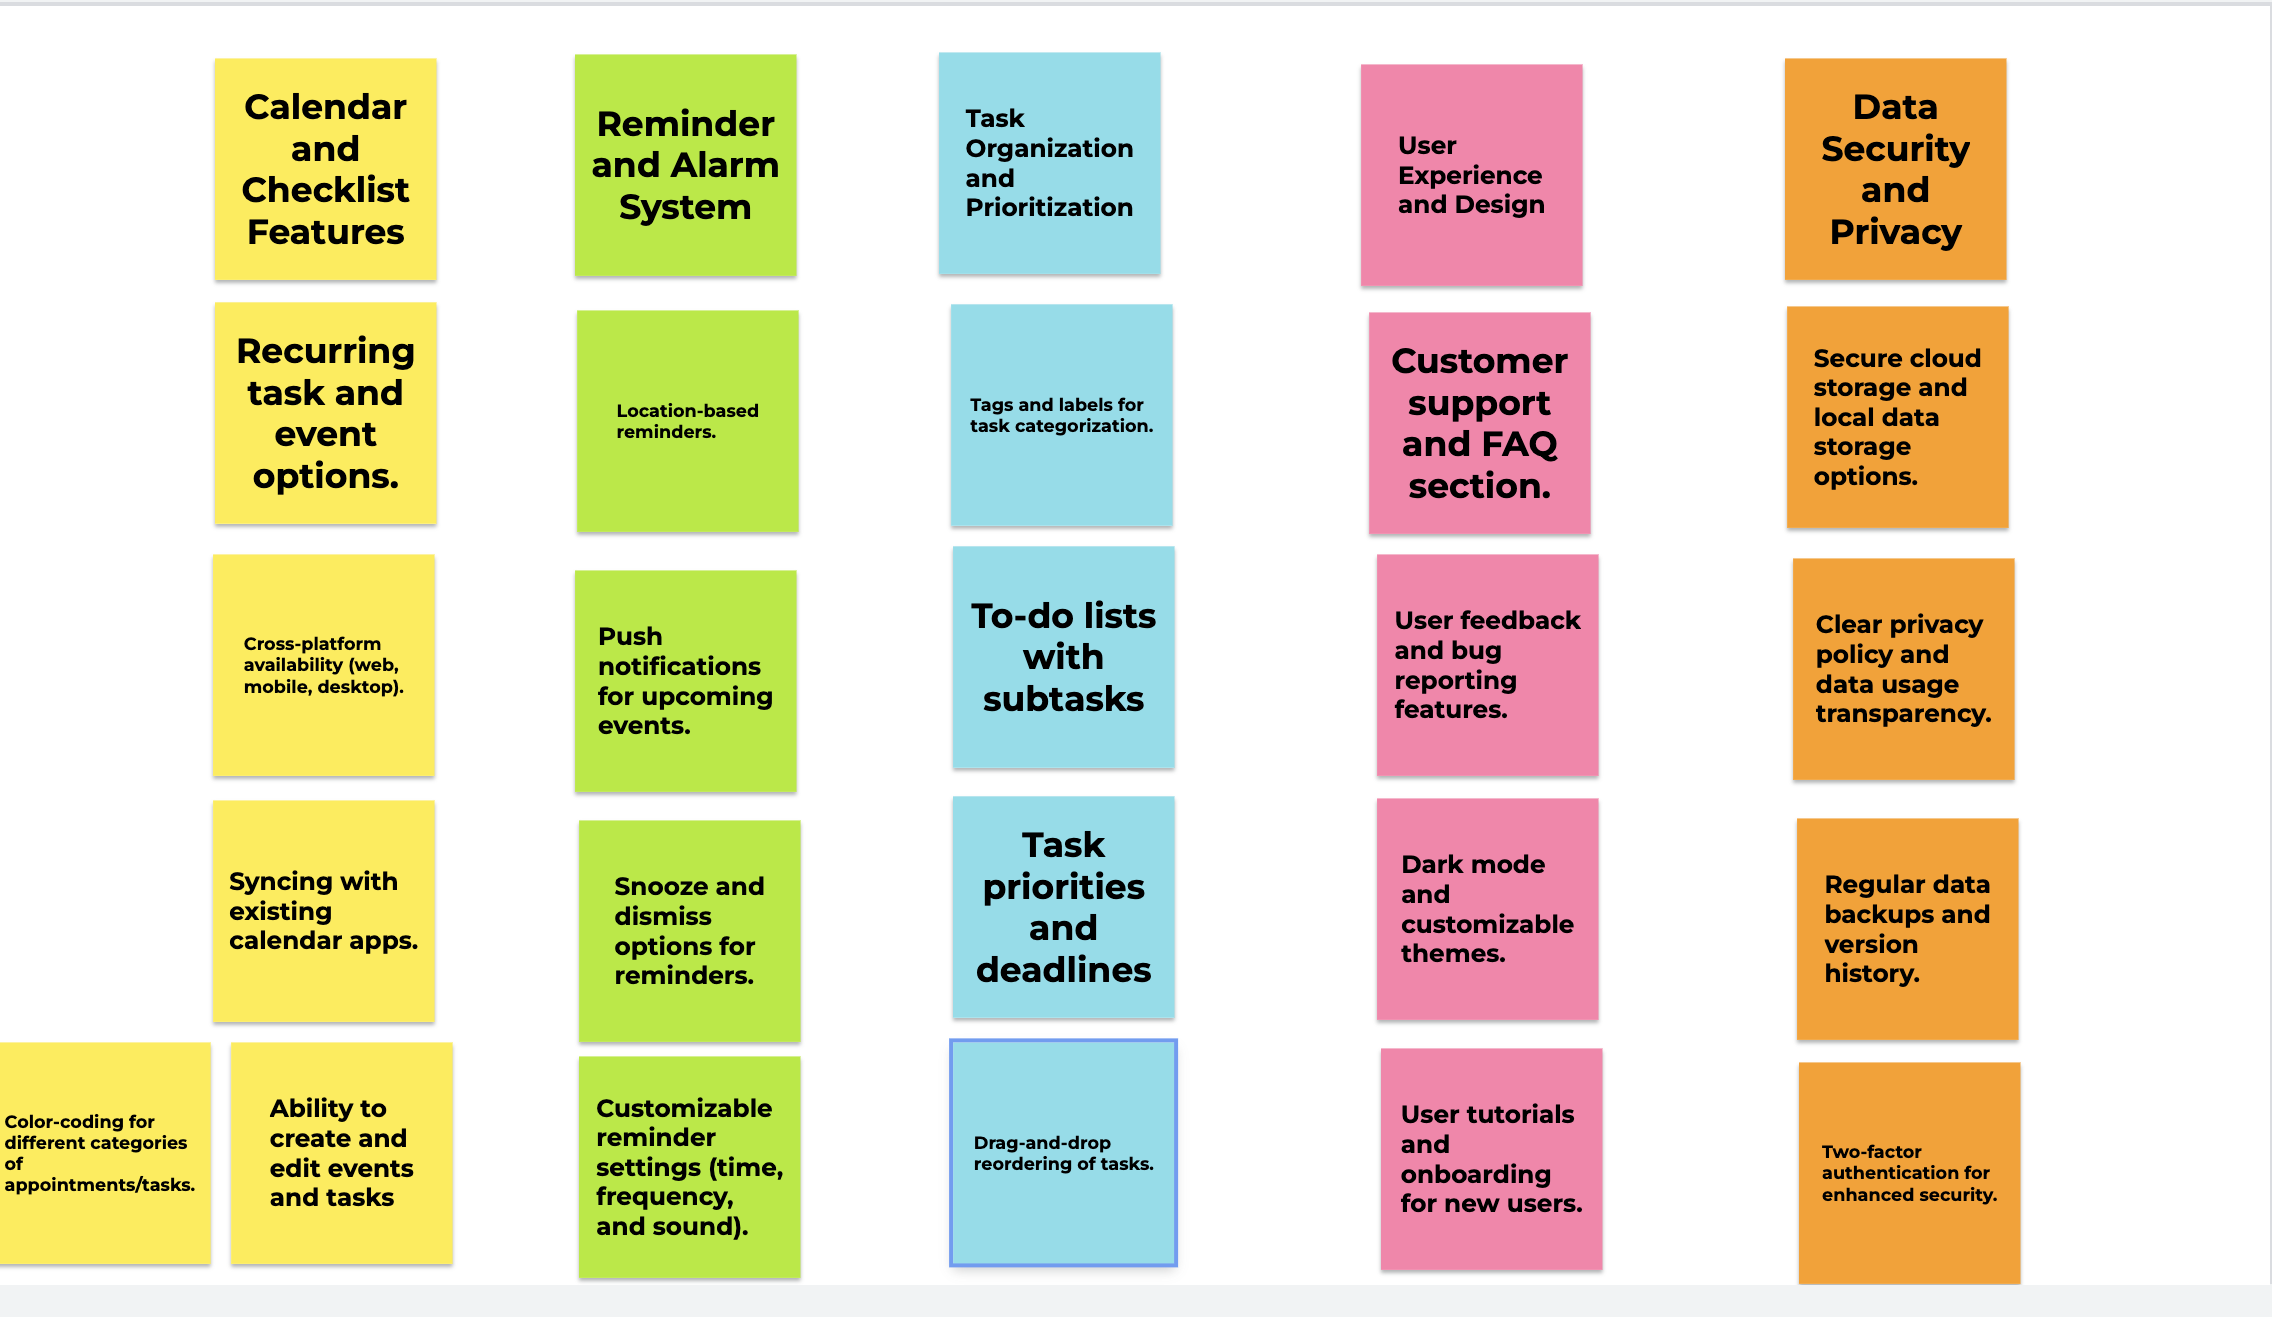 Calendar
and
Checklist
Features
Reminder
and Alarm
System
Task
Organization
and
Prioritization
User
Experience
and Design
Data
Security
and
Privacy
Recurring
task and
event
options.
Location-based
reminders.
Tags and labels for
task categorization.
Customer
support
and FAQ
section.
Secure cloud
storage and
local data
storage
options.
Cross-platform
availability (web,
mobile, desktop).
Push
notifications
for upcoming
events.
To-do lists
with
subtasks
User feedback
and bug
reporting
features.
Clear privacy
policy and
data usage
transparency.
Syncing with
existing
calendar apps.
Snooze and
dismiss
options for
reminders.
Task
priorities
and
deadlines
Dark mode
and
customizable
themes.
Regular data
backups and
version
history.
Color-coding for
different categories
of
appointments/tasks.
Ability to
create and
edit events
and tasks
Customizable
reminder
settings (time,
frequency,
and sound).
Drag-and-drop
reordering of tasks.
User tutorials
and
onboarding
for new users.
Two-factor
authentication for
enhanced security.